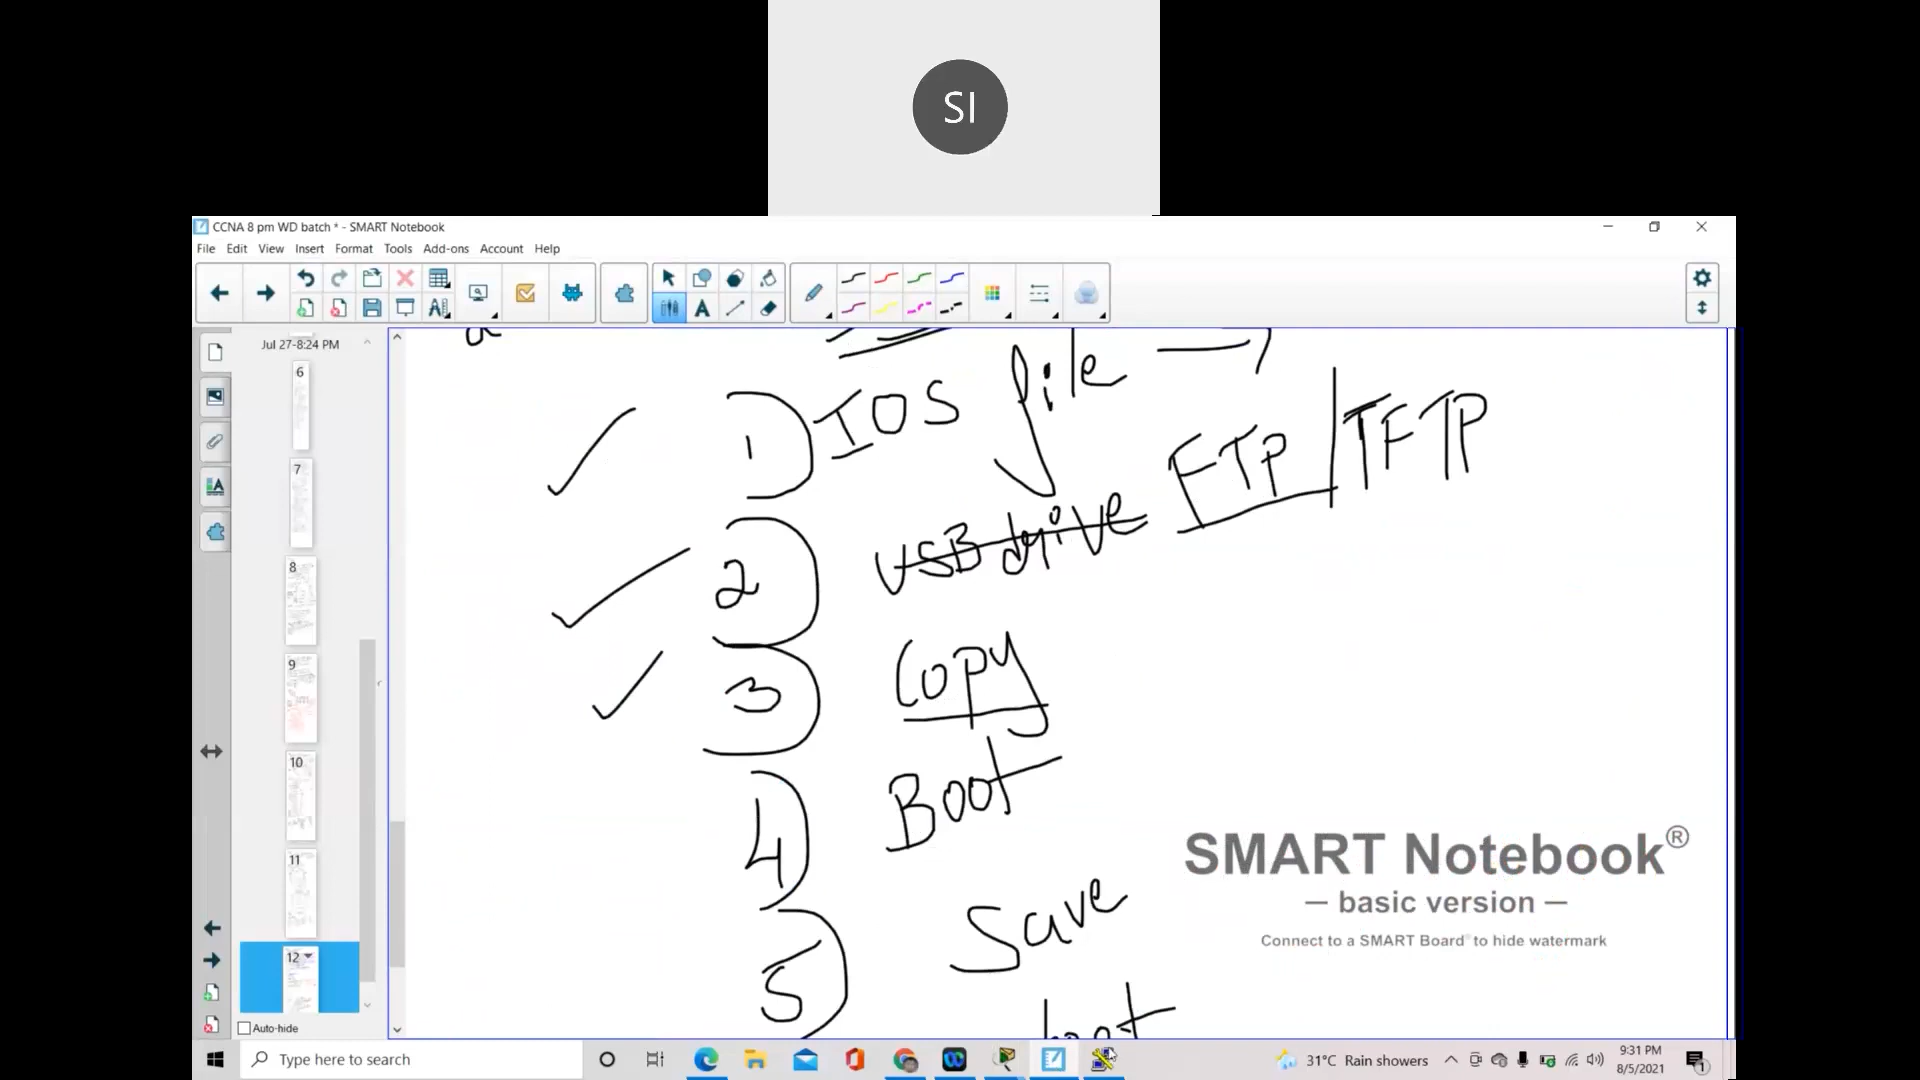 SI
CCNA 8 pm WD batch * - SMART Notebook
File Edit View Insert Format Tools Add-ons Account Help
Jul 27-8:24 PM
6
7
8
9
10
11
12
Auto-hide
1) IOS file
2) USB drive FTP/TFTP
3) Copy
4) Boot
5) Save
SMART Notebook®
— basic version —
Connect to a SMART Board® to hide watermark
Type here to search
31°C Rain showers
9:31 PM
8/5/2021
1